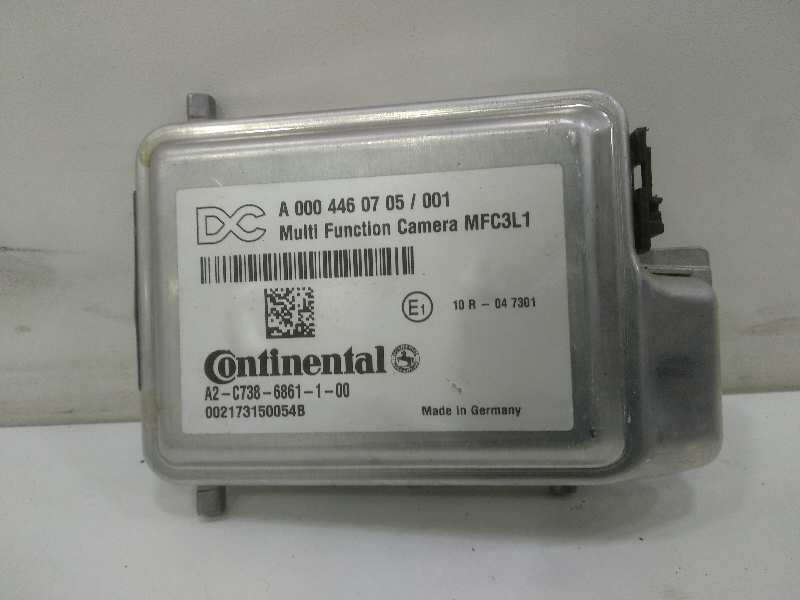 DC A 000 446 07 05 / 001
Multi Function Camera MFC3L1
E1 10 R - 04 7301
Continental
A2-C738-6861-1-00
002173150054B
Made in Germany